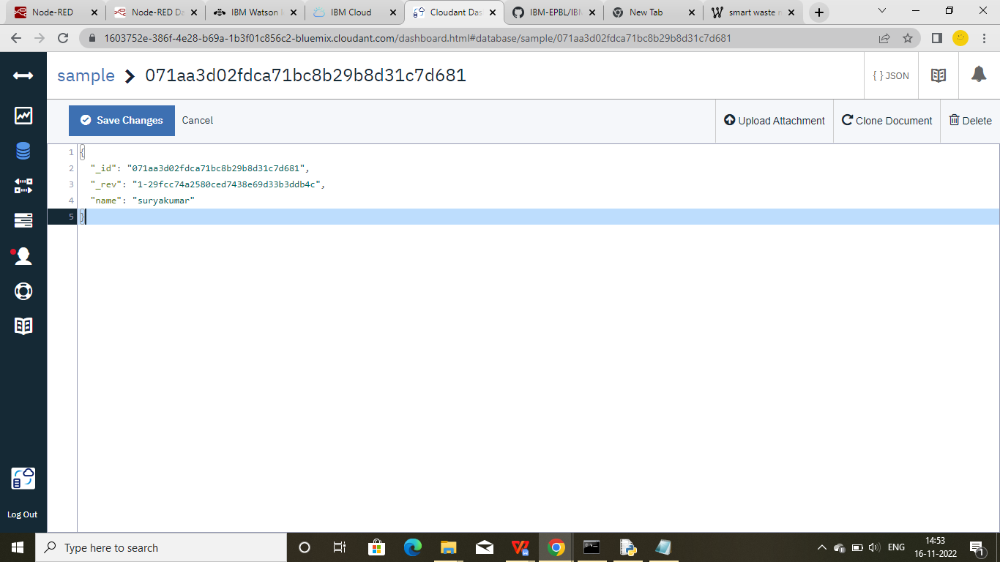 Node-RED
Node-RED Da
IBM Watson I
IBM Cloud
Cloudant Das
IBM-EPBL/IBM
New Tab
smart waste m
1603752e-386f-4e28-b69a-1b3f01c856c2-bluemix.cloudant.com/dashboard.html#database/sample/071aa3d02fdca71bc8b29b8d31c7d681
sample 071aa3d02fdca71bc8b29b8d31c7d681
{ } JSON
Save Changes
Cancel
Upload Attachment
Clone Document
Delete
1 {
2 "_id": "071aa3d02fdca71bc8b29b8d31c7d681",
3 "_rev": "1-29fcc74a2580ced7438e69d33b3ddb4c",
4 "name": "suryakumar"
5 }
Log Out
Type here to search
ENG
14:53
16-11-2022
1